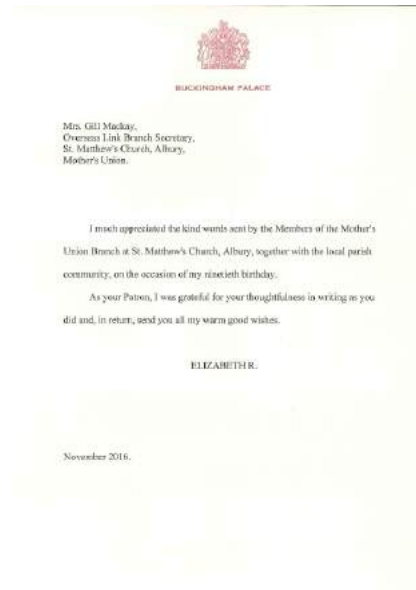 BUCKINGHAM PALACE
Mrs. Gill Mackay,
Overseas Link Branch Secretary,
St. Matthew's Church, Albury,
Mother's Union.
I much appreciated the kind words sent by the Members of the Mother's
Union Branch at St. Matthew's Church, Albury, together with the local parish
community, on the occasion of my ninetieth birthday.
As your Patron, I was grateful for your thoughtfulness in writing as you
did and, in return, send you all my warm good wishes.
ELIZABETH R.
November 2016.